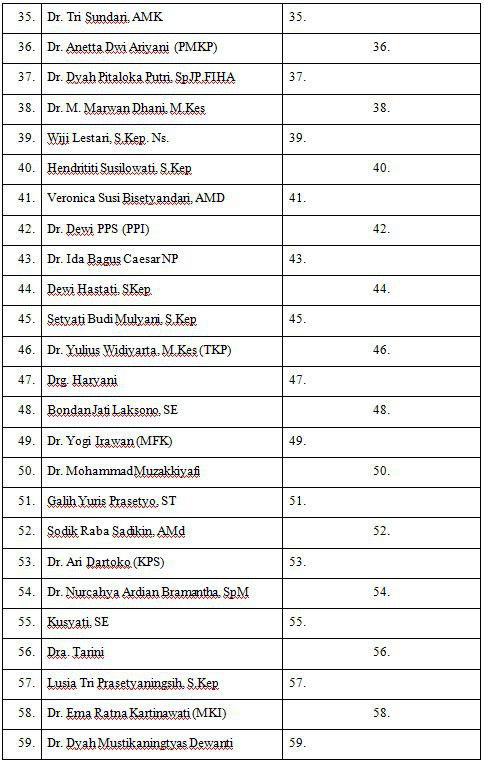 35. Dr. Tri Sundari, AMK 35.
36. Dr. Anetta Dwi Ariyani (PMKP) 36.
37. Dr. Dyah Pitaloka Putri, SpJP.FIHA 37.
38. Dr. M. Marwan Dhani, M.Kes 38.
39. Wiji Lestari, S.Kep. Ns. 39.
40. Hendrititi Susilowati, S.Kep 40.
41. Veronica Susi Bisetyandari, AMD 41.
42. Dr. Dewi PPS (PPI) 42.
43. Dr. Ida Bagus Caesar NP 43.
44. Dewi Hastati, SKep 44.
45. Setyati Budi Mulyani, S.Kep 45.
46. Dr. Yulius Widiyarta, M.Kes (TKP) 46.
47. Drg. Haryani 47.
48. Bondan Jati Laksono, SE 48.
49. Dr. Yogi Irawan (MFK) 49.
50. Dr. Mohammad Muzakkiyafi 50.
51. Galih Yuris Prasetyo, ST 51.
52. Sodik Raba Sadikin, AMd 52.
53. Dr. Ari Dartoko (KPS) 53.
54. Dr. Nurcahya Ardian Bramantha, SpM 54.
55. Kusyati, SE 55.
56. Dra. Tarini 56.
57. Lusia Tri Prasetyaningsih, S.Kep 57.
58. Dr. Erna Ratna Kartinawati (MKI) 58.
59. Dr. Dyah Mustikaningtyas Dewanti 59.